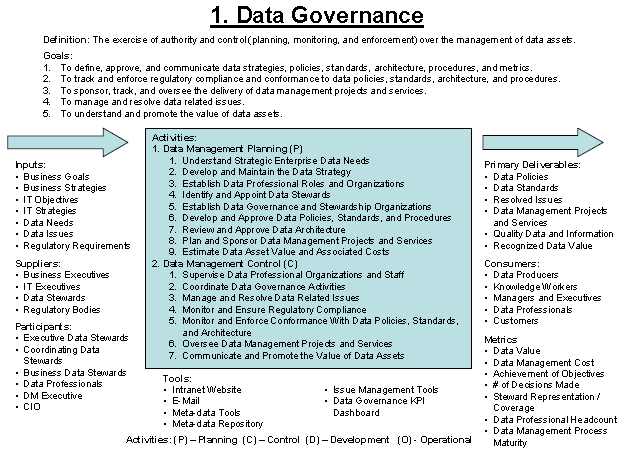 1. Data Governance
Definition: The exercise of authority and control (planning, monitoring, and enforcement) over the management of data assets.
Goals:
1. To define, approve, and communicate data strategies, policies, standards, architecture, procedures, and metrics.
2. To track and enforce regulatory compliance and conformance to data policies, standards, architecture, and procedures.
3. To sponsor, track, and oversee the delivery of data management projects and services.
4. To manage and resolve data related issues.
5. To understand and promote the value of data assets.
Inputs:
• Business Goals
• Business Strategies
• IT Objectives
• IT Strategies
• Data Needs
• Data Issues
• Regulatory Requirements
Suppliers:
• Business Executives
• IT Executives
• Data Stewards
• Regulatory Bodies
Participants:
• Executive Data Stewards
• Coordinating Data
Stewards
• Business Data Stewards
• Data Professionals
• DM Executive
• CIO
Activities:
1. Data Management Planning (P)
1. Understand Strategic Enterprise Data Needs
2. Develop and Maintain the Data Strategy
3. Establish Data Professional Roles and Organizations
4. Identify and Appoint Data Stewards
5. Establish Data Governance and Stewardship Organizations
6. Develop and Approve Data Policies, Standards, and Procedures
7. Review and Approve Data Architecture
8. Plan and Sponsor Data Management Projects and Services
9. Estimate Data Asset Value and Associated Costs
2. Data Management Control (C)
1. Supervise Data Professional Organizations and Staff
2. Coordinate Data Governance Activities
3. Manage and Resolve Data Related Issues
4. Monitor and Ensure Regulatory Compliance
5. Monitor and Enforce Conformance With Data Policies, Standards,
and Architecture
6. Oversee Data Management Projects and Services
7. Communicate and Promote the Value of Data Assets
Tools:
• Intranet Website
• E-Mail
• Meta-data Tools
• Meta-data Repository
• Issue Management Tools
• Data Governance KPI
Dashboard
Primary Deliverables:
• Data Policies
• Data Standards
• Resolved Issues
• Data Management Projects
and Services
• Quality Data and Information
• Recognized Data Value
Consumers:
• Data Producers
• Knowledge Workers
• Managers and Executives
• Data Professionals
• Customers
Metrics
• Data Value
• Data Management Cost
• Achievement of Objectives
• # of Decisions Made
• Steward Representation /
Coverage
• Data Professional Headcount
• Data Management Process
Maturity
Activities: (P) – Planning (C) – Control (D) – Development (O) - Operational